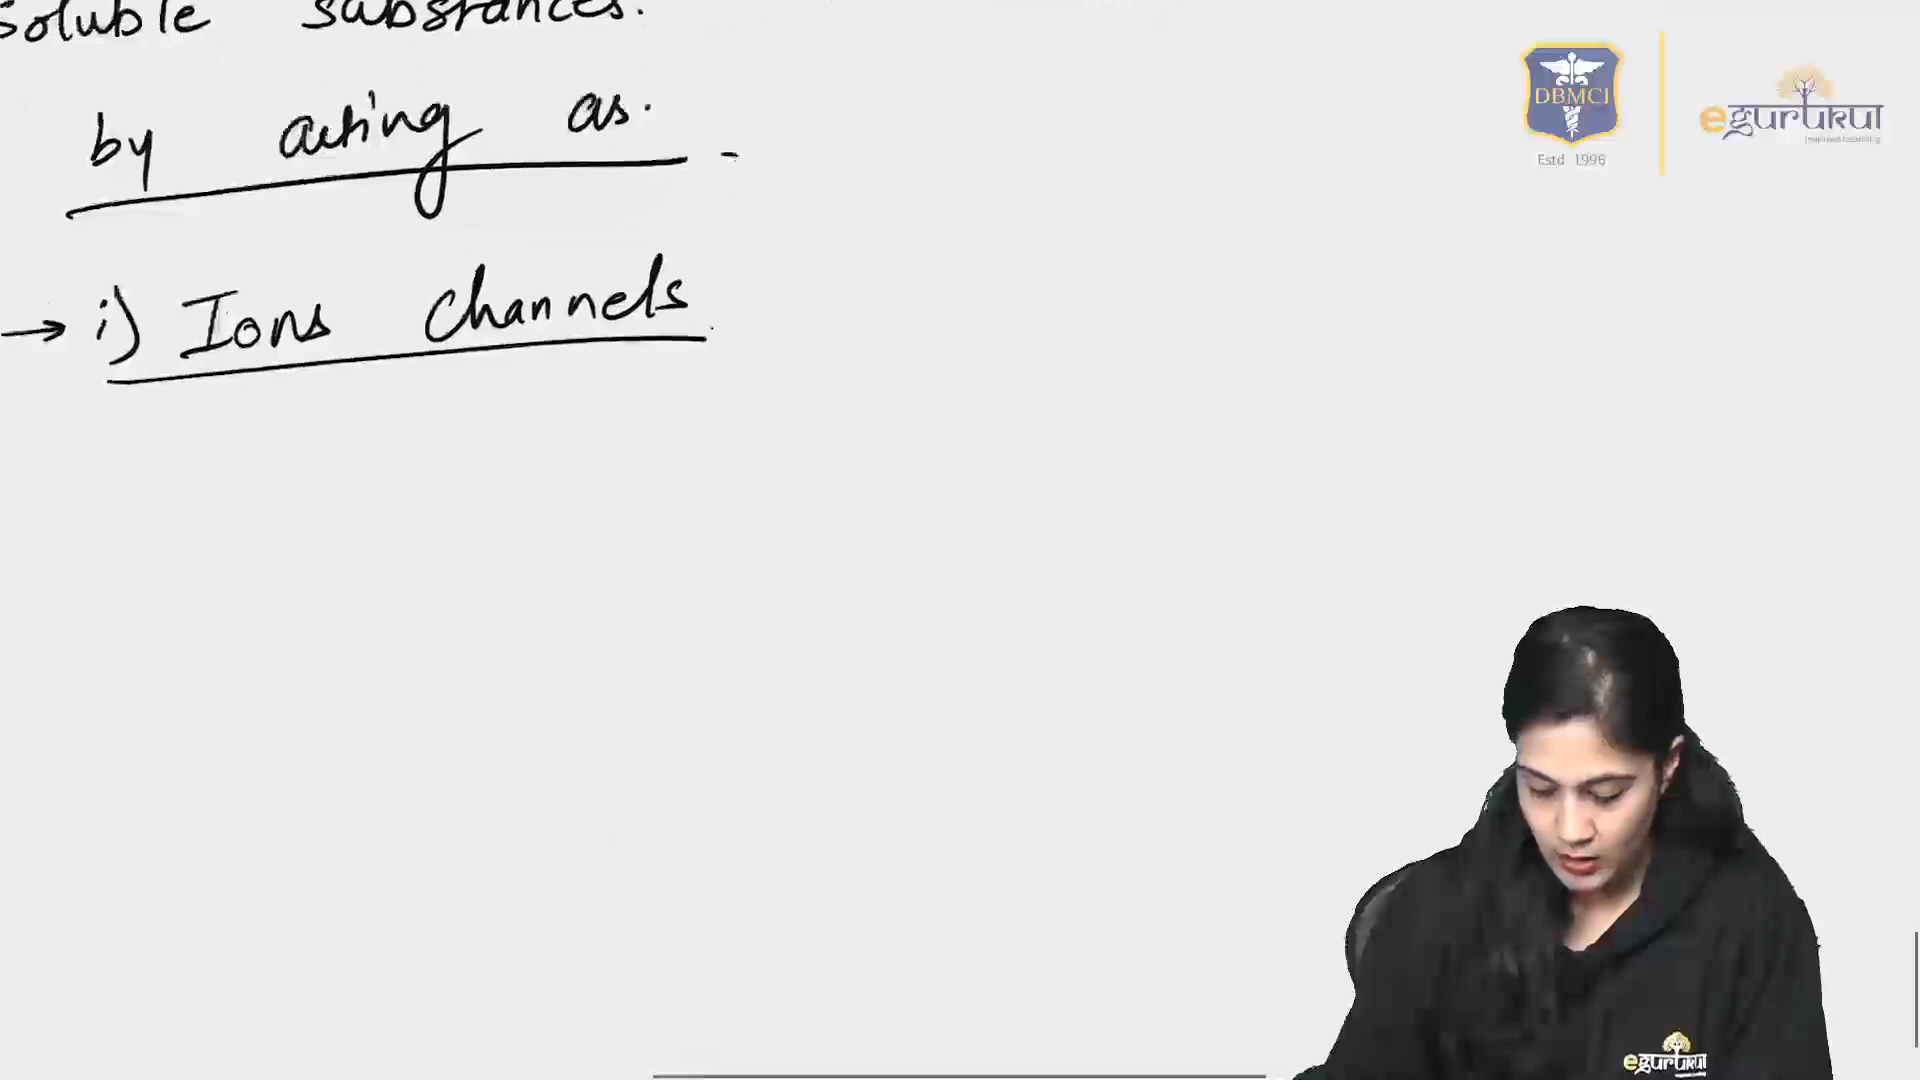 soluble substances.
by acting as. -
→ i) Ions channels
DBMCI
Estd 1996
egurukul
egurukul